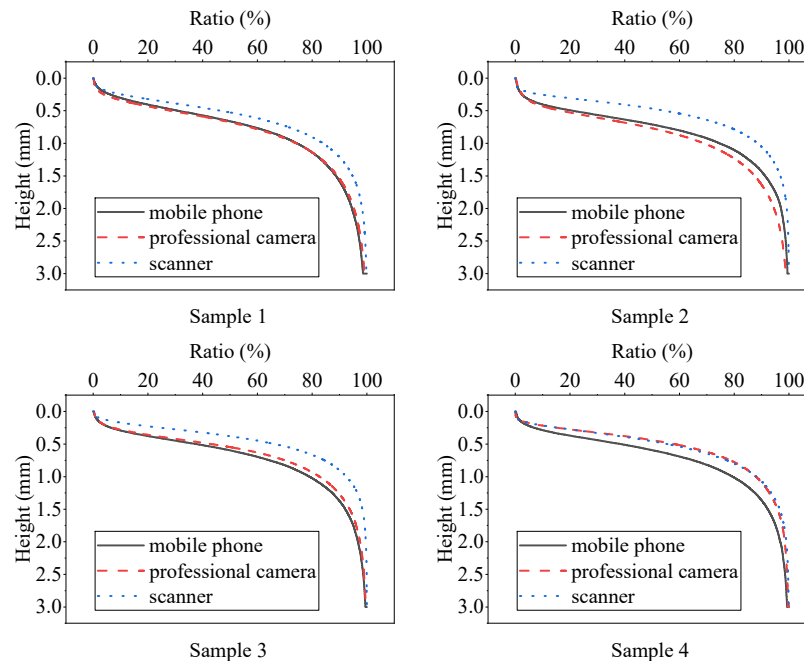 Ratio (%)
0 20 40 60 80 100
Height (mm)
0.0
0.5
1.0
1.5
2.0
2.5
3.0
mobile phone
professional camera
scanner
Sample 1
Ratio (%)
0 20 40 60 80 100
Height (mm)
0.0
0.5
1.0
1.5
2.0
2.5
3.0
mobile phone
professional camera
scanner
Sample 2
Ratio (%)
0 20 40 60 80 100
Height (mm)
0.0
0.5
1.0
1.5
2.0
2.5
3.0
mobile phone
professional camera
scanner
Sample 3
Ratio (%)
0 20 40 60 80 100
Height (mm)
0.0
0.5
1.0
1.5
2.0
2.5
3.0
mobile phone
professional camera
scanner
Sample 4